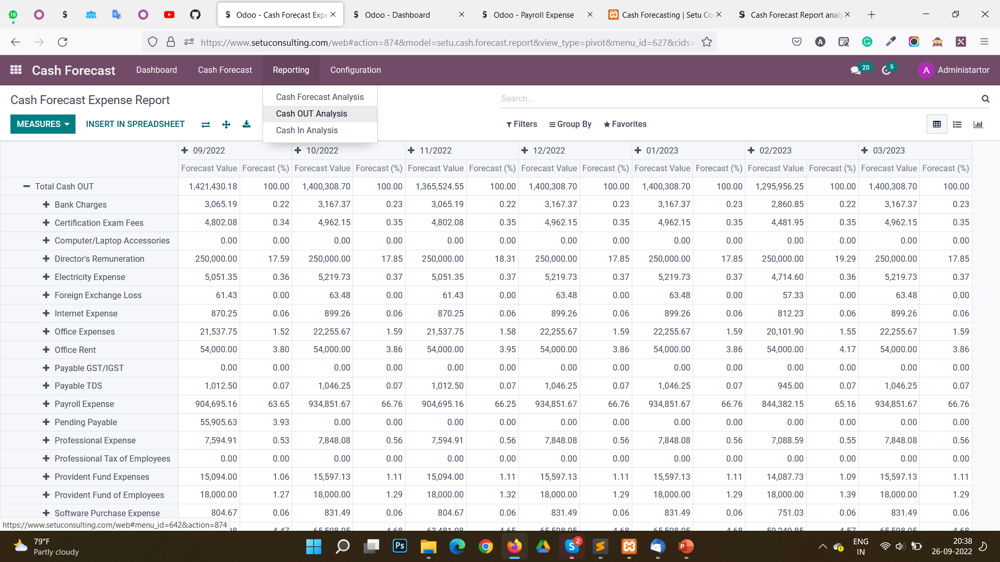 10
Odoo - Cash Forecast Expe
Odoo - Dashboard
Odoo - Payroll Expense
Cash Forecasting | Setu Co
Cash Forecast Report analy
https://www.setuconsulting.com/web#action=874&model=setu.cash.forecast.report&view_type=pivot&menu_id=627&cids=
Cash Forecast
Dashboard
Cash Forecast
Reporting
Configuration
20
5
A
Administartor
Cash Forecast Expense Report
Search...
Cash Forecast Analysis
Cash OUT Analysis
Cash In Analysis
MEASURES
INSERT IN SPREADSHEET
Filters
Group By
Favorites
09/2022 10/2022 11/2022 12/2022 01/2023 02/2023 03/2023
Forecast Value Forecast (%) Forecast Value Forecast (%) Forecast Value Forecast (%) Forecast Value Forecast (%) Forecast Value Forecast (%) Forecast Value Forecast (%) Forecast Value Forecast (%)
Total Cash OUT 1,421,430.18 100.00 1,400,308.70 100.00 1,365,524.55 100.00 1,400,308.70 100.00 1,400,308.70 100.00 1,295,956.25 100.00 1,400,308.70 100.00
Bank Charges 3,065.19 0.22 3,167.37 0.23 3,065.19 0.22 3,167.37 0.23 3,167.37 0.23 2,860.85 0.22 3,167.37 0.23
Certification Exam Fees 4,802.08 0.34 4,962.15 0.35 4,802.08 0.35 4,962.15 0.35 4,962.15 0.35 4,481.95 0.35 4,962.15 0.35
Computer/Laptop Accessories 0.00 0.00 0.00 0.00 0.00 0.00 0.00 0.00 0.00 0.00 0.00 0.00 0.00 0.00
Director's Remuneration 250,000.00 17.59 250,000.00 17.85 250,000.00 18.31 250,000.00 17.85 250,000.00 17.85 250,000.00 19.29 250,000.00 17.85
Electricity Expense 5,051.35 0.36 5,219.73 0.37 5,051.35 0.37 5,219.73 0.37 5,219.73 0.37 4,714.60 0.36 5,219.73 0.37
Foreign Exchange Loss 61.43 0.00 63.48 0.00 61.43 0.00 63.48 0.00 63.48 0.00 57.33 0.00 63.48 0.00
Internet Expense 870.25 0.06 899.26 0.06 870.25 0.06 899.26 0.06 899.26 0.06 812.23 0.06 899.26 0.06
Office Expenses 21,537.75 1.52 22,255.67 1.59 21,537.75 1.58 22,255.67 1.59 22,255.67 1.59 20,101.90 1.55 22,255.67 1.59
Office Rent 54,000.00 3.80 54,000.00 3.86 54,000.00 3.95 54,000.00 3.86 54,000.00 3.86 54,000.00 4.17 54,000.00 3.86
Payable GST/IGST 0.00 0.00 0.00 0.00 0.00 0.00 0.00 0.00 0.00 0.00 0.00 0.00 0.00 0.00
Payable TDS 1,012.50 0.07 1,046.25 0.07 1,012.50 0.07 1,046.25 0.07 1,046.25 0.07 945.00 0.07 1,046.25 0.07
Payroll Expense 904,695.16 63.65 934,851.67 66.76 904,695.16 66.25 934,851.67 66.76 934,851.67 66.76 844,382.15 65.16 934,851.67 66.76
Pending Payable 55,905.63 3.93 0.00 0.00 0.00 0.00 0.00 0.00 0.00 0.00 0.00 0.00 0.00 0.00
Professional Expense 7,594.91 0.53 7,848.08 0.56 7,594.91 0.56 7,848.08 0.56 7,848.08 0.56 7,088.59 0.55 7,848.08 0.56
Professional Tax of Employees 0.00 0.00 0.00 0.00 0.00 0.00 0.00 0.00 0.00 0.00 0.00 0.00 0.00 0.00
Provident Fund Expenses 15,094.00 1.06 15,597.13 1.11 15,094.00 1.11 15,597.13 1.11 15,597.13 1.11 14,087.73 1.09 15,597.13 1.11
Provident Fund of Employees 18,000.00 1.27 18,000.00 1.29 18,000.00 1.32 18,000.00 1.29 18,000.00 1.29 18,000.00 1.39 18,000.00 1.29
Software Purchase Expense 804.67 0.06 831.49 0.06 804.67 0.06 831.49 0.06 831.49 0.06 751.03 0.06 831.49 0.06
https://www.setuconsulting.com/web#menu_id=642&action=874
79°F
Partly cloudy
Ps
2
ENG
IN
20:38
26-09-2022